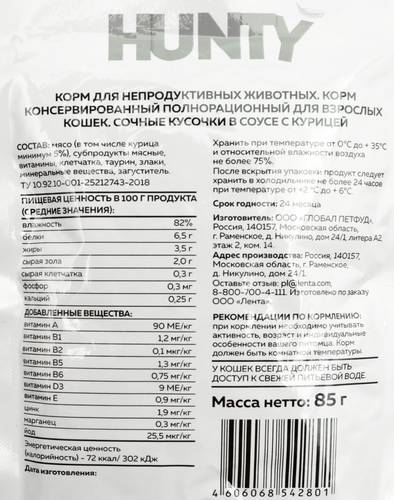 HUNTY
КОРМ ДЛЯ НЕПРОДУКТИВНЫХ ЖИВОТНЫХ. КОРМ
КОНСЕРВИРОВАННЫЙ ПОЛНОРАЦИОННЫЙ ДЛЯ ВЗРОСЛЫХ
КОШЕК. СОЧНЫЕ КУСОЧКИ В СОУСЕ С КУРИЦЕЙ
СОСТАВ: мясо (в том числе курица
минимум 5%), субпродукты мясные,
витамины, клетчатка, таурин, злаки,
минеральные вещества, загуститель.
ТУ 10.92.10-001-25212743-2018
ПИЩЕВАЯ ЦЕННОСТЬ В 100 Г ПРОДУКТА
(СРЕДНИЕ ЗНАЧЕНИЯ):
влажность 82%
белки 6,5 г
жиры 3,5 г
сырая зола 2,0 г
сырая клетчатка 0,3 г
фосфор 0,3 мг
кальций 0,25 г
ДОБАВЛЕННЫЕ ВЕЩЕСТВА:
витамин А 90 МЕ/кг
витамин В1 1,2 мг/кг
витамин В2 0,1 мкг/кг
витамин В5 1,3 мг/кг
витамин В6 0,75 мг/кг
витамин D3 9 МЕ/кг
витамин Е 0,9 мг/кг
цинк 1,9 мг/кг
марганец 0,3 мг/кг
йод 25,5 мкг/кг
Энергетическая ценность
(калорийность) - 72 ккал/ 302 кДж
Дата изготовления:
Хранить при температуре от 0°С до + 35°С
и относительной влажности воздуха
не более 75%.
После вскрытия упаковки продукт следует
хранить в холодильнике не более 24 часов
при температуре от +2 °С до + 6°С.
Срок годности: 24 месяца
Изготовитель: ООО «ГЛОБАЛ ПЕТФУД»,
Россия, 140157, Московская область,
г. Раменское, д. Никулино, дом 24/1, литера А2
этаж 2, ком. 14.
Адрес производства: Россия, 140157,
Московская область, г. Раменское,
д. Никулино, дом 24/1.
Оставьте отзыв: pl@lenta.com,
8-800-700-4-111. Изготовлено по заказу
ООО «Лента».
РЕКОМЕНДАЦИИ ПО КОРМЛЕНИЮ:
при кормлении необходимо учитывать
активность, возраст и индивидуальные
особенности вашего питомца. Корм
должен быть комнатной температуры.
У КОШЕК ВСЕГДА ДОЛЖЕН БЫТЬ
ДОСТУП К СВЕЖЕЙ ПИТЬЕВОЙ ВОДЕ.
Масса нетто: 85 г
4 606068 542801